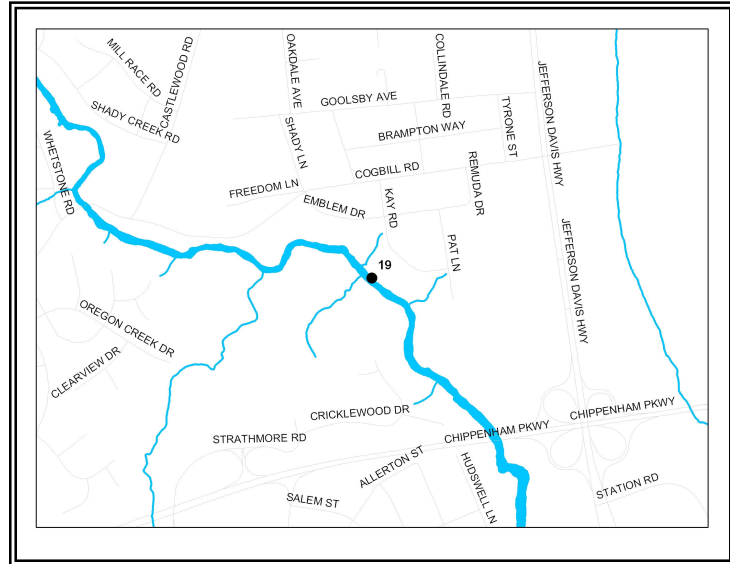 MILL RACE RD
CASTLEWOOD RD
OAKDALE AVE
COLLINDALE RD
JEFFERSON DAVIS HWY
GOOLSBY AVE
SHADY CREEK RD
TYRONE ST
BRAMPTON WAY
SHADY LN
WHETSTONE RD
COGBILL RD
REMUDA DR
FREEDOM LN
KAY RD
EMBLEM DR
PAT LN
JEFFERSON DAVIS HWY
19
OREGON CREEK DR
CLEARVIEW DR
CRICKLEWOOD DR
CHIPPENHAM PKWY
STRATHMORE RD
CHIPPENHAM PKWY
ALLERTON ST
HUDSWELL LN
STATION RD
SALEM ST